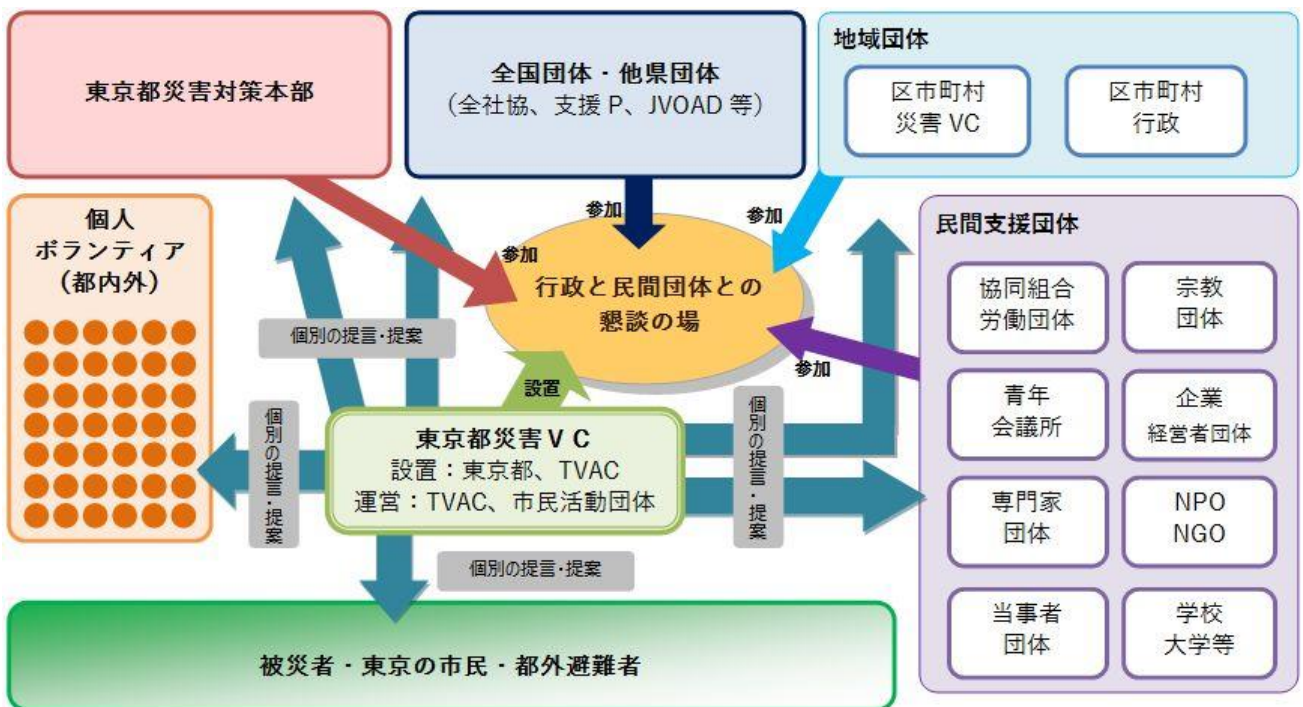 東京都災害対策本部
全国団体・他県団体
（全社協、支援 P、JVOAD 等）
地域団体
区市町村
災害 VC
区市町村
行政
個人
ボランティア
（都内外）
参加
参加
参加
参加
行政と民間団体との
懇談の場
個別の提言・提案
設置
東京都災害ＶＣ
設置：東京都、TVAC
運営：TVAC、市民活動団体
個別の提言・提案
個別の提言・提案
個別の提言・提案
民間支援団体
協同組合
労働団体
宗教
団体
青年
会議所
企業
経営者団体
専門家
団体
NPO
NGO
当事者
団体
学校
大学等
被災者・東京の市民・都外避難者